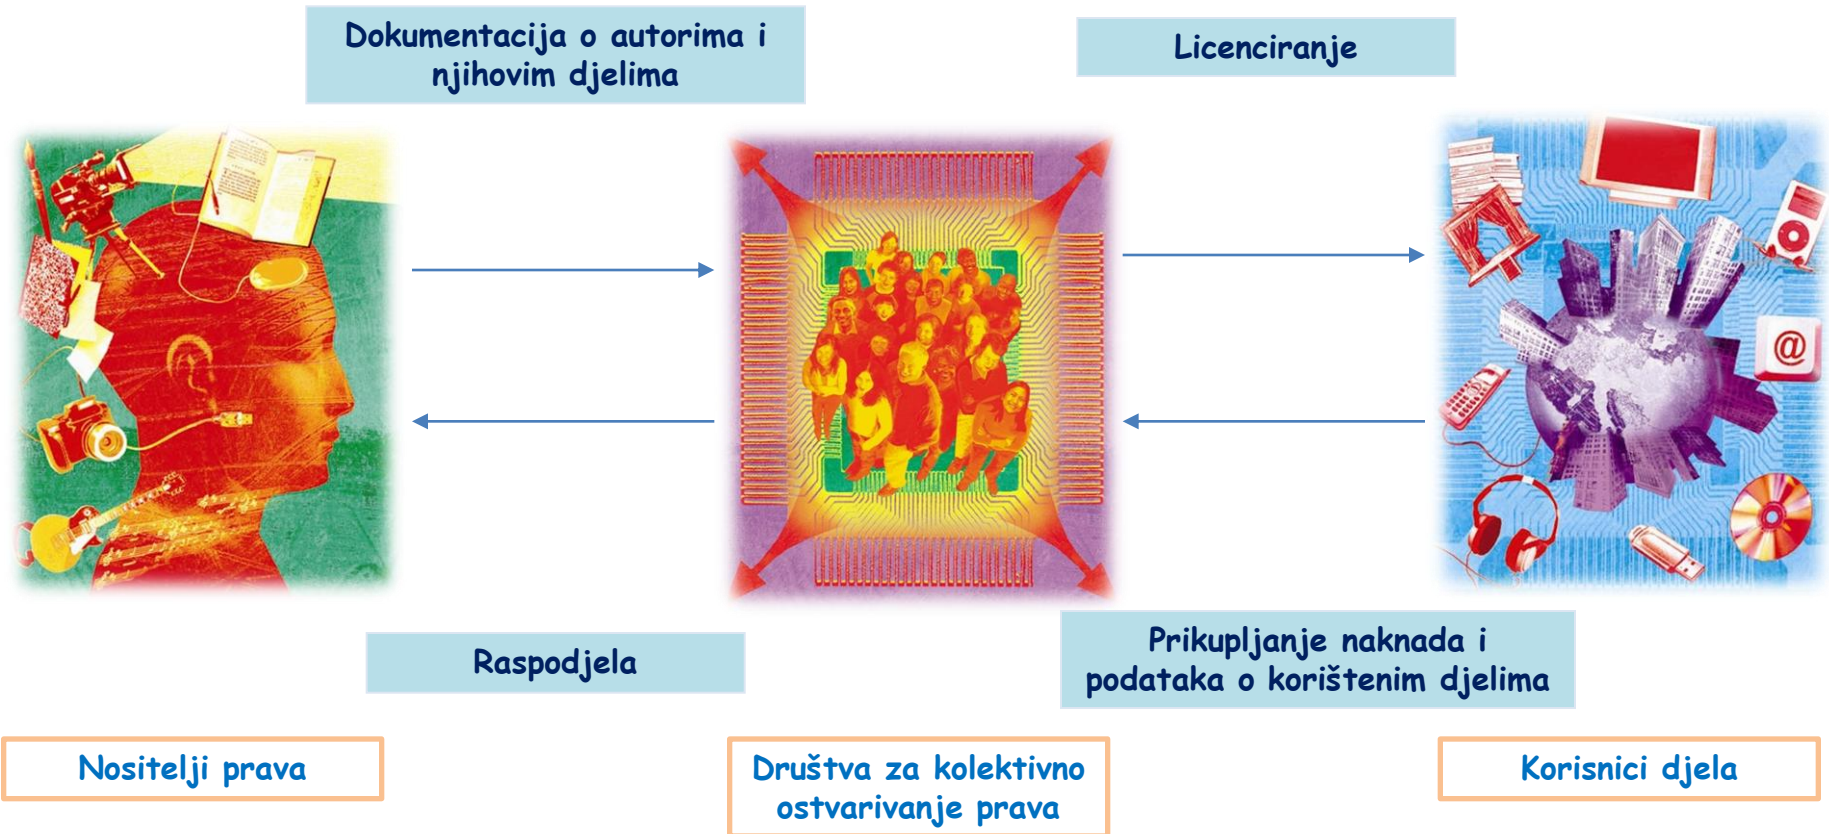 Dokumentacija o autorima i
njihovim djelima
Licenciranje
@
Raspodjela
Prikupljanje naknada i
podataka o korištenim djelima
Nositelji prava
Društva za kolektivno
ostvarivanje prava
Korisnici djela